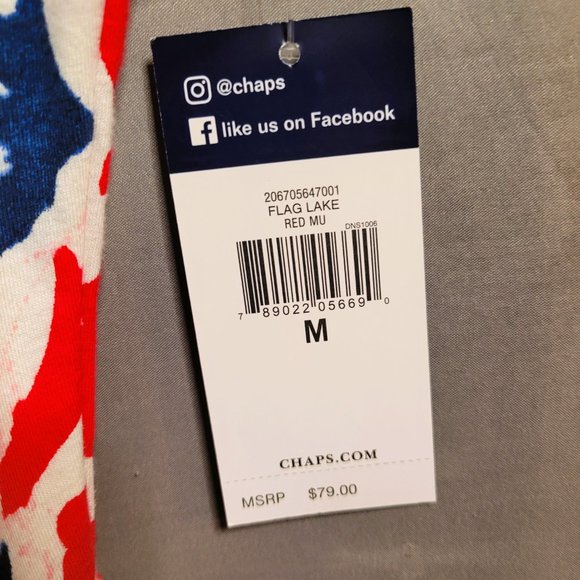 @chaps
like us on Facebook
206705647001
FLAG LAKE
RED MU
DNS1006
7 89022 05669 0
M
CHAPS.COM
MSRP $79.00